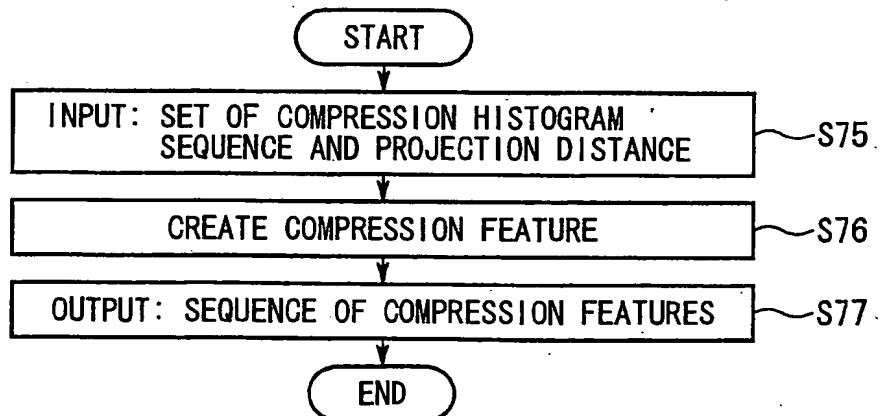 START
INPUT: SET OF COMPRESSION HISTOGRAM
SEQUENCE AND PROJECTION DISTANCE
S75
CREATE COMPRESSION FEATURE
S76
OUTPUT: SEQUENCE OF COMPRESSION FEATURES
S77
END